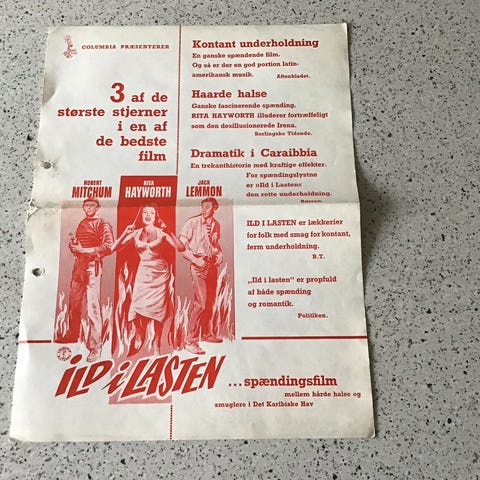 COLUMBIA PRÆSENTERER
3 af de
største stjerner
i en af
de bedste
film
ROBERT
MITCHUM
RITA
HAYWORTH
JACK
LEMMON
ILD i LASTEN
Kontant underholdning
En ganske spændende film.
Og så er der en god portion latin-
amerikansk musik.
Aftenbladet.
Haarde halse
Ganske fascinerende spænding.
RITA HAYWORTH illuderer fortræffeligt
som den desillusionerede Irena.
Berlingske Tidende.
Dramatik i Caraibbia
En trekanthistorie med kraftige effekter.
For spændingslystne
er »Ild i Lasten«
den rette underholdning.
Børsen.
ILD I LASTEN er lækkerier
for folk med smag for kontant,
ferm underholdning.
B.T.
„Ild i lasten" er propfuld
af både spænding
og romantik.
Politiken.
...spændingsfilm
mellem hårde halse og
smuglere i Det Karibiske Hav